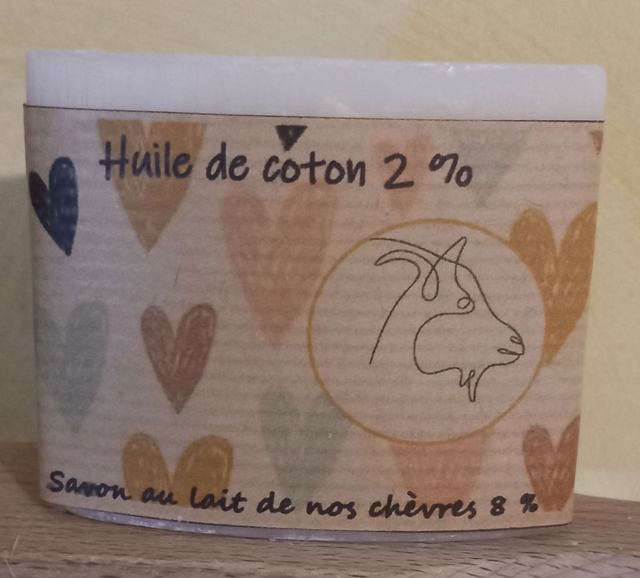 Huile de coton 2 %
Savon au lait de nos chèvres 8 %